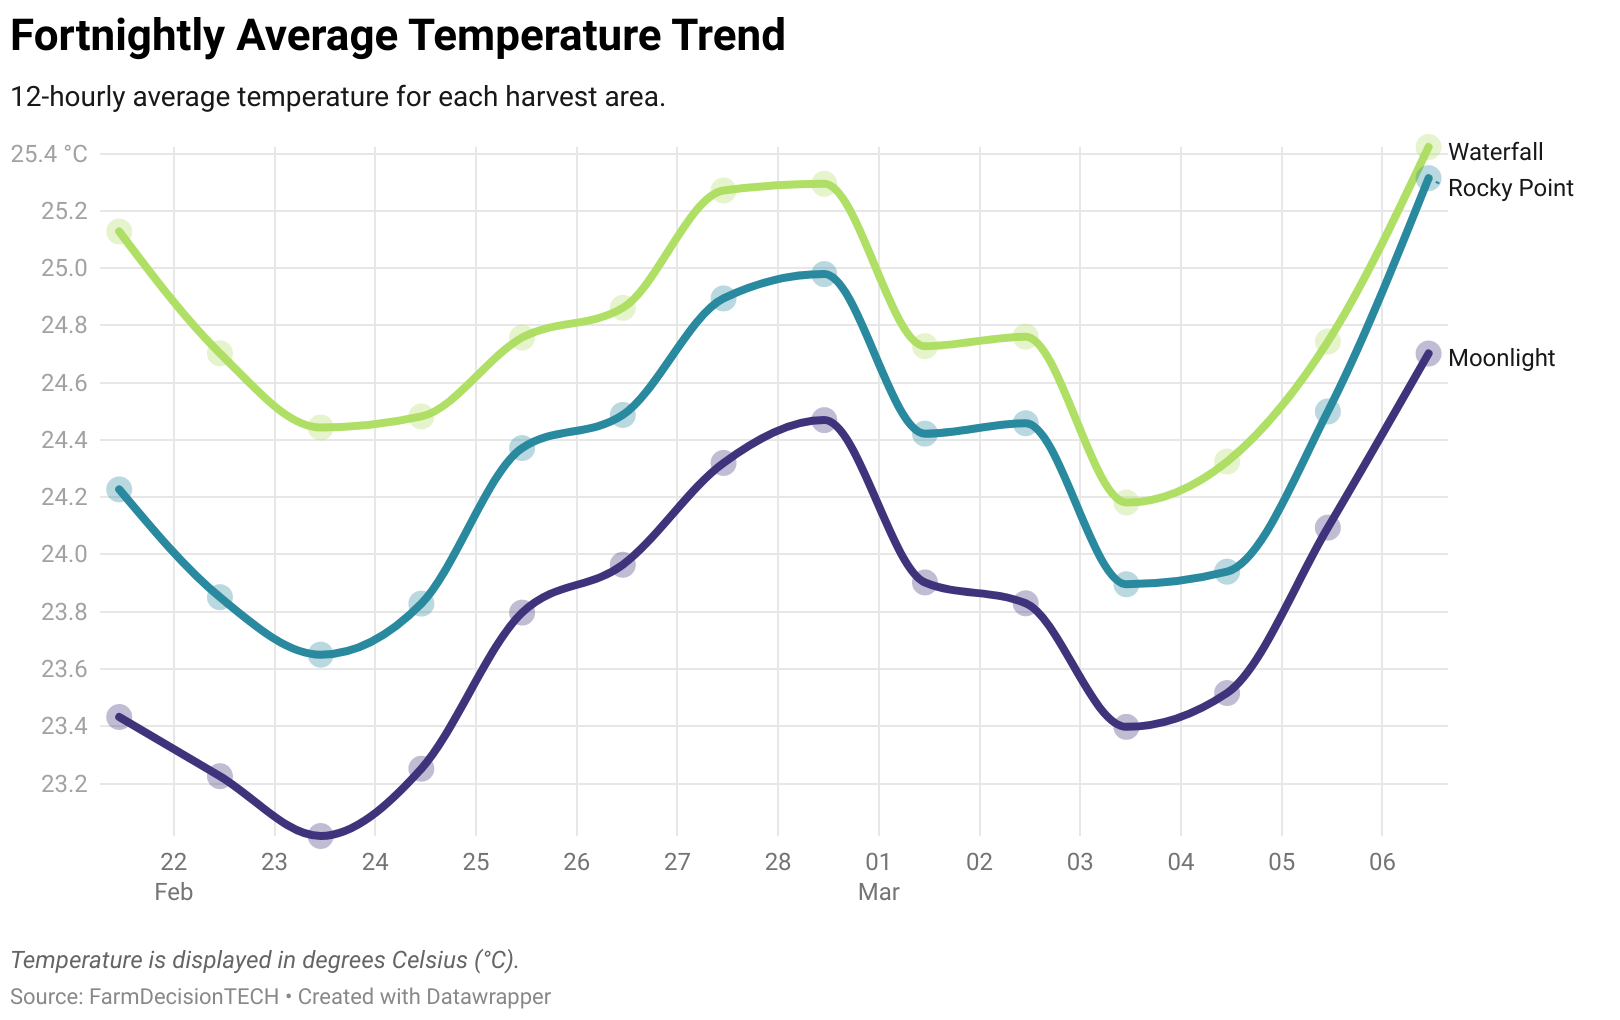 Fortnightly Average Temperature Trend
12-hourly average temperature for each harvest area.
25.4 °C
25.2
25.0
24.8
24.6
24.4
24.2
24.0
23.8
23.6
23.4
23.2
Waterfall
Rocky Point
Moonlight
22 23 24 25 26 27 28 01 02 03 04 05 06
Feb Mar
Temperature is displayed in degrees Celsius (°C).
Source: FarmDecisionTECH • Created with Datawrapper